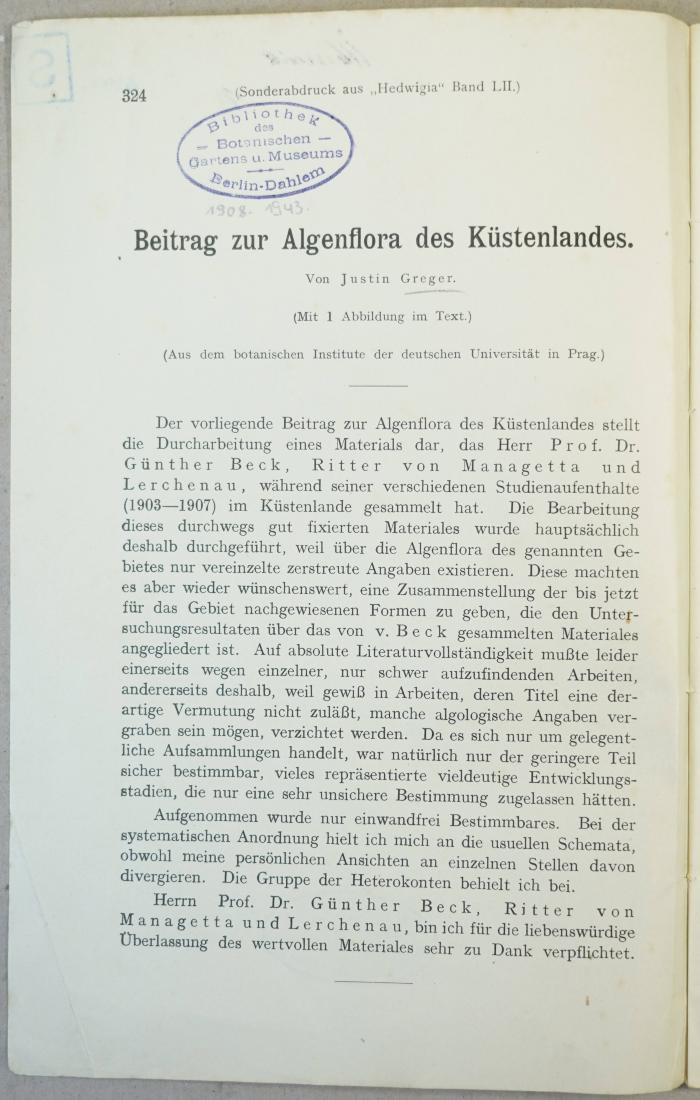 324
(Sonderabdruck aus „Hedwigia“ Band LII.)
Bibliothek
des
— Botanischen —
Gartens u. Museums
Berlin-Dahlem
1908-1943.
Beitrag zur Algenflora des Küstenlandes.
Von Justin Greger.
(Mit 1 Abbildung im Text.)
(Aus dem botanischen Institute der deutschen Universität in Prag.)
Der vorliegende Beitrag zur Algenflora des Küstenlandes stellt
die Durcharbeitung eines Materials dar, das Herr Prof. Dr.
Günther Beck, Ritter von Managetta und
Lerchenau, während seiner verschiedenen Studienaufenthalte
(1903—1907) im Küstenlande gesammelt hat. Die Bearbeitung
dieses durchwegs gut fixierten Materiales wurde hauptsächlich
deshalb durchgeführt, weil über die Algenflora des genannten Ge-
bietes nur vereinzelte zerstreute Angaben existieren. Diese machten
es aber wieder wünschenswert, eine Zusammenstellung der bis jetzt
für das Gebiet nachgewiesenen Formen zu geben, die den Unter-
suchungsresultaten über das von v. Beck gesammelten Materiales
angegliedert ist. Auf absolute Literaturvollständigkeit mußte leider
einerseits wegen einzelner, nur schwer aufzufindenden Arbeiten,
andererseits deshalb, weil gewiß in Arbeiten, deren Titel eine der-
artige Vermutung nicht zuläßt, manche algologische Angaben ver-
graben sein mögen, verzichtet werden. Da es sich nur um gelegent-
liche Aufsammlungen handelt, war natürlich nur der geringere Teil
sicher bestimmbar, vieles repräsentierte vieldeutige Entwicklungs-
stadien, die nur eine sehr unsichere Bestimmung zugelassen hätten.
Aufgenommen wurde nur einwandfrei Bestimmbares. Bei der
systematischen Anordnung hielt ich mich an die usuellen Schemata,
obwohl meine persönlichen Ansichten an einzelnen Stellen davon
divergieren. Die Gruppe der Heterokonten behielt ich bei.
Herrn Prof. Dr. Günther Beck, Ritter von
Managetta und Lerchenau, bin ich für die liebenswürdige
Überlassung des wertvollen Materiales sehr zu Dank verpflichtet.